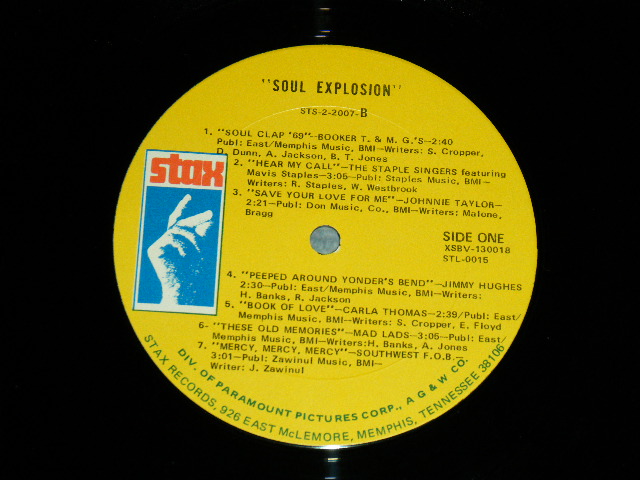 "SOUL EXPLOSION"
STS-2-2007-B
1. "SOUL CLAP '69"—BOOKER T. & M. G.'S—2:40
Publ: East/Memphis Music, BMI—Writers: S. Cropper,
D. Dunn, A. Jackson, B. T. Jones
2. "HEAR MY CALL"—THE STAPLE SINGERS featuring
Mavis Staples—3:05—Publ: Staples Music, BMI—
Writers: R. Staples, W. Westbrook
3. "SAVE YOUR LOVE FOR ME"—JOHNNIE TAYLOR—
2:21—Publ: Don Music, Co., BMI—Writers: Malone,
Bragg
stax
SIDE ONE
XSBV-130018
STL-0015
4. "PEEPED AROUND YONDER'S BEND"—JIMMY HUGHES
2:30—Publ: East/Memphis Music, BMI—Writers:
H. Banks, R. Jackson
5. "BOOK OF LOVE"—CARLA THOMAS—2:39/Publ: East/
Memphis Music, BMI—Writers: S. Cropper, E. Floyd
6- "THESE OLD MEMORIES"—MAD LADS—3:05—Publ: East/
Memphis Music, BMI—Writers:H. Banks, A. Jones
7. "MERCY, MERCY, MERCY"—SOUTHWEST F.O.B.—
3:01—Publ: Zawinul Music, BMI—
Writer: J. Zawinul
DIV. OF PARAMOUNT PICTURES CORP., A G & W CO.
STAX RECORDS, 926 EAST McLEMORE, MEMPHIS, TENNESSEE 38106